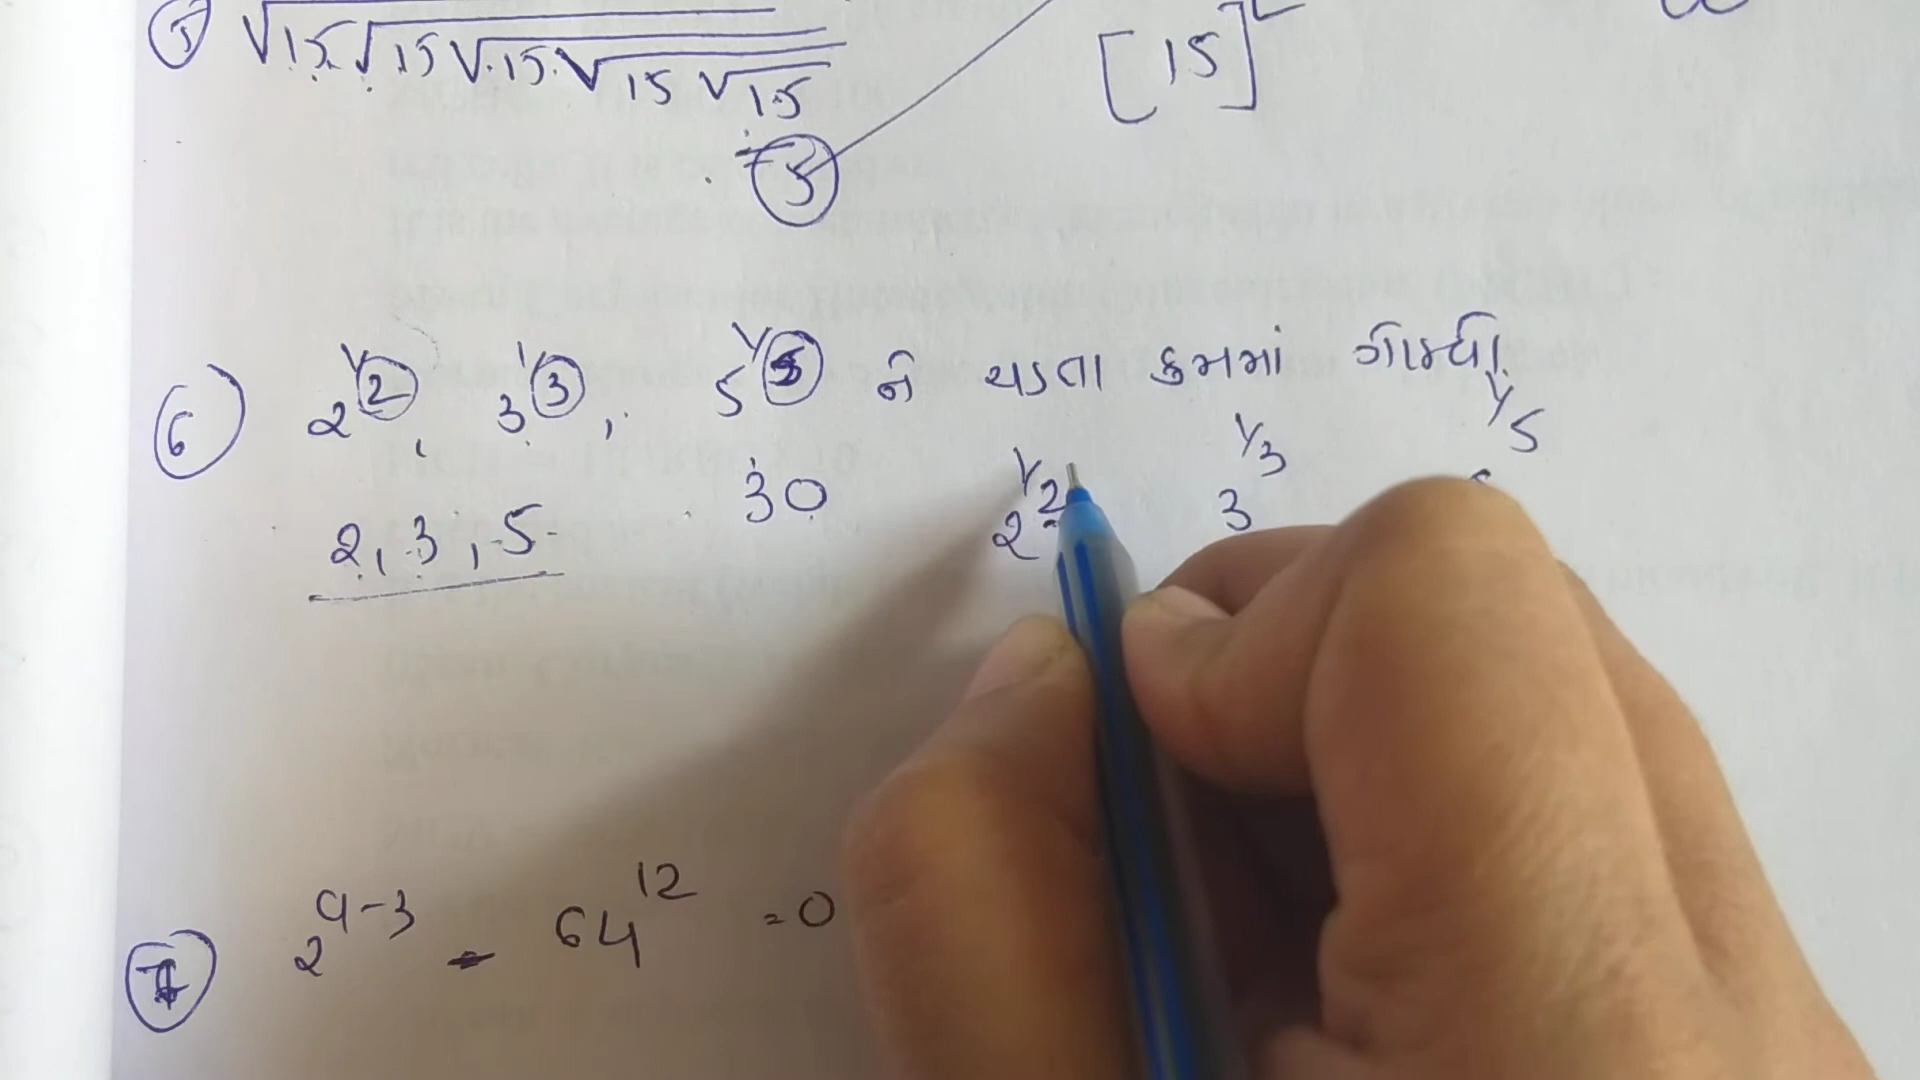 5 √15√15√15√15√15
[15]
= 5
6 2^1/2, 3^1/3, 5^1/5 ને ચડતા ક્રમમાં ગોઠવો.
2, 3, 5 30 2^1/2 3^1/3 1/5
7 2^9-3 - 64^12 =0